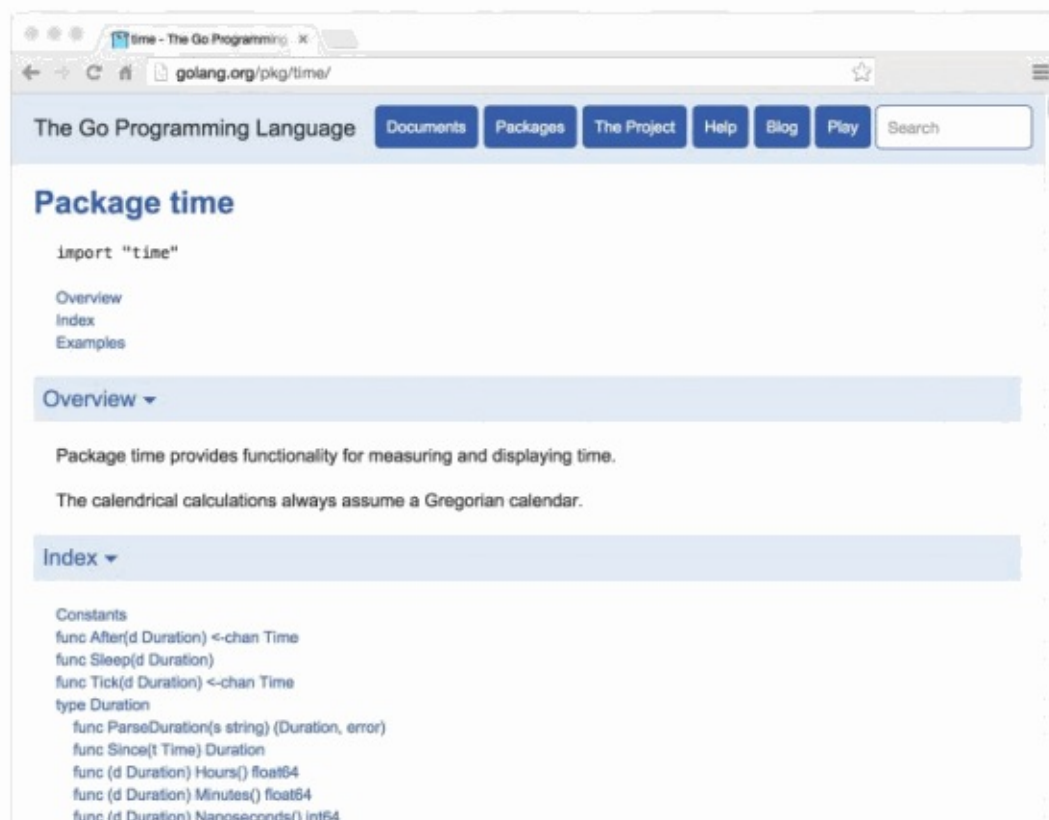 time - The Go Programming
golang.org/pkg/time/
The Go Programming Language Documents Packages The Project Help Blog Play Search
Package time
import "time"
Overview
Index
Examples
Overview
Package time provides functionality for measuring and displaying time.
The calendrical calculations always assume a Gregorian calendar.
Index
Constants
func After(d Duration) <-chan Time
func Sleep(d Duration)
func Tick(d Duration) <-chan Time
type Duration
func ParseDuration(s string) (Duration, error)
func Since(t Time) Duration
func (d Duration) Hours() float64
func (d Duration) Minutes() float64
func (d Duration) Nanoseconds() int64